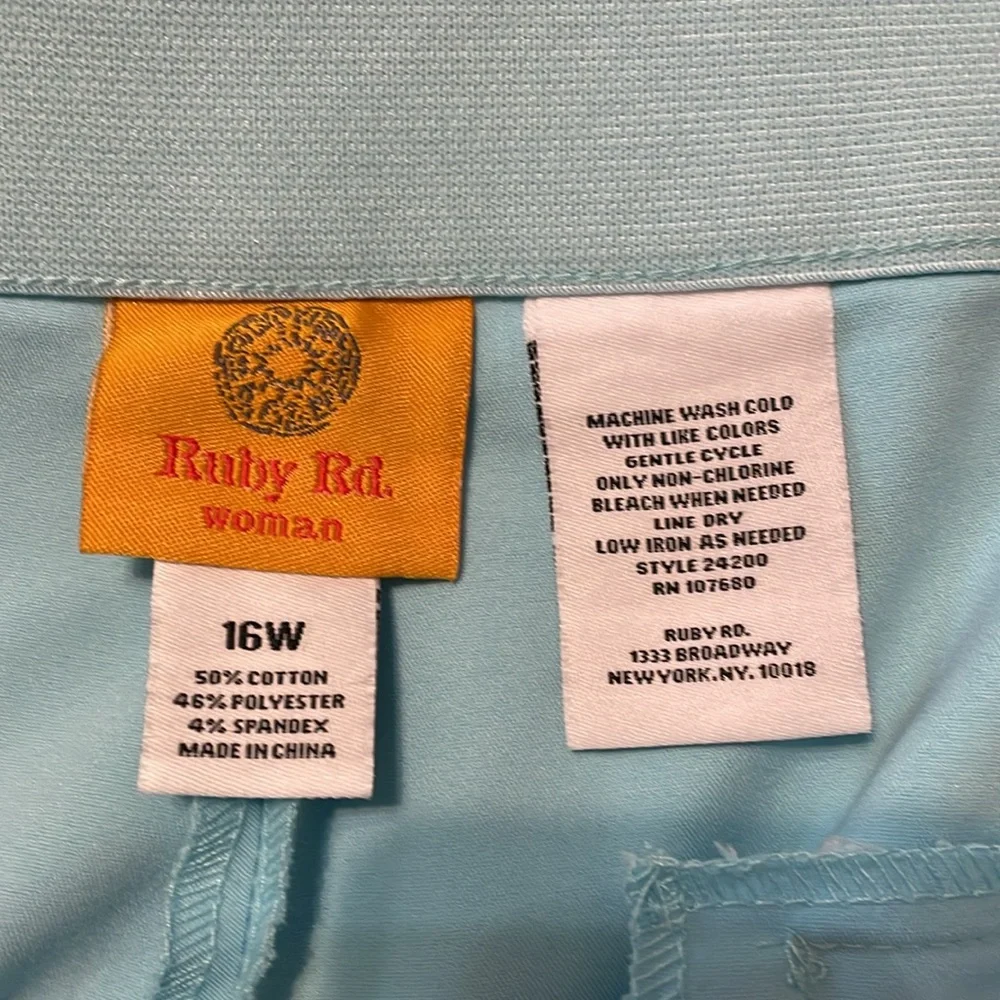 Ruby Rd.
woman
16W
50% COTTON
46% POLYESTER
4% SPANDEX
MADE IN CHINA
MACHINE WASH COLD
WITH LIKE COLORS
GENTLE CYCLE
ONLY NON-CHLORINE
BLEACH WHEN NEEDED
LINE DRY
LOW IRON AS NEEDED
STYLE 24200
RN 107680
RUBY RD.
1333 BROADWAY
NEW YORK.NY. 10018